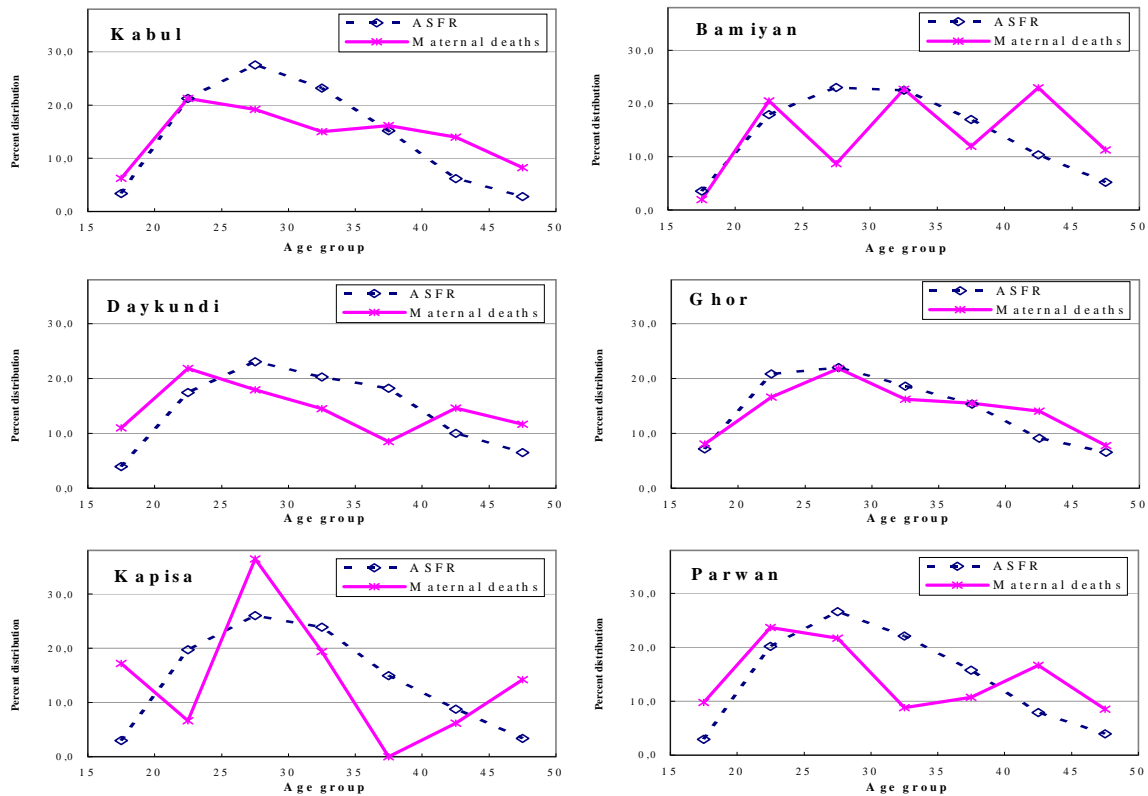 Kabul
ASFR
Maternal deaths
Percent distribution
30,0
20,0
10,0
0,0
15 20 25 30 35 40 45 50
Age group
Bamiyan
ASFR
Maternal deaths
Percent distribution
30,0
20,0
10,0
0,0
15 20 25 30 35 40 45 50
Age group
Daykundi
ASFR
Maternal deaths
Percent distribution
30,0
20,0
10,0
0,0
15 20 25 30 35 40 45 50
Age group
Ghor
ASFR
Maternal deaths
Percent distribution
30,0
20,0
10,0
0,0
15 20 25 30 35 40 45 50
Age group
Kapisa
ASFR
Maternal deaths
Percent distribution
30,0
20,0
10,0
0,0
15 20 25 30 35 40 45 50
Age group
Parwan
ASFR
Maternal deaths
Percent distribution
30,0
20,0
10,0
0,0
15 20 25 30 35 40 45 50
Age group